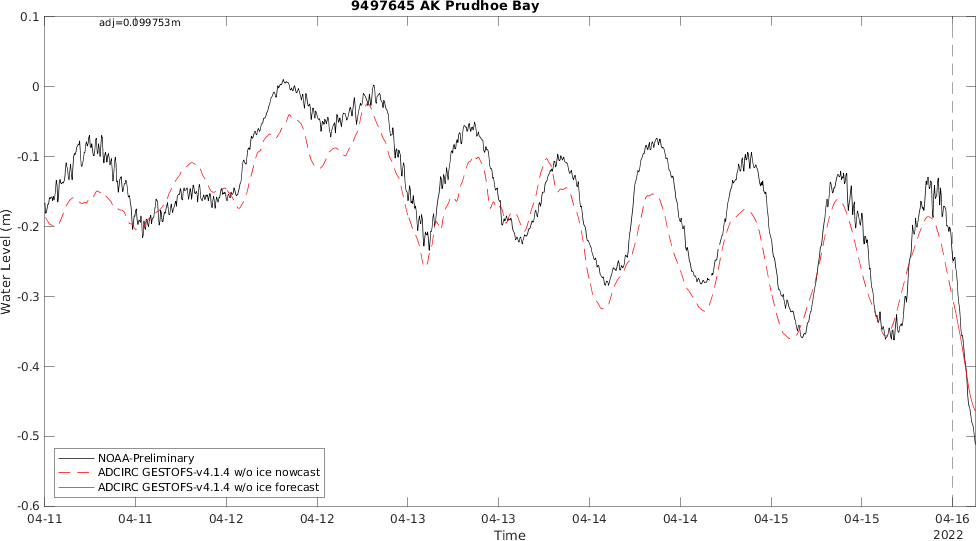 9497645 AK Prudhoe Bay
adj=0.099753m
0.1
0
-0.1
-0.2
-0.3
-0.4
-0.5
-0.6
Water Level (m)
NOAA-Preliminary
ADCIRC GESTOFS-v4.1.4 w/o ice nowcast
ADCIRC GESTOFS-v4.1.4 w/o ice forecast
04-11 04-11 04-12 04-12 04-13 04-13 04-14 04-14 04-15 04-15 04-16
Time
2022